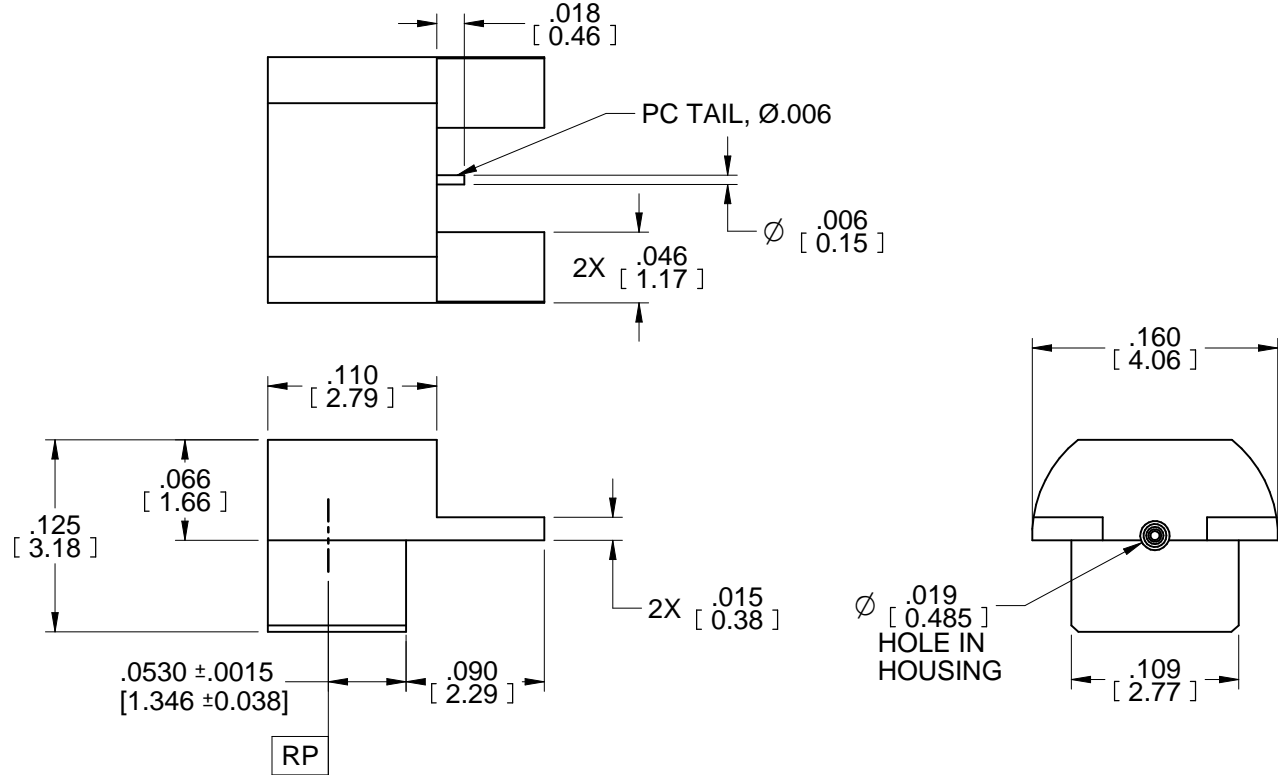 .018
[ 0.46 ]
PC TAIL, Ø.006
∅ .006
[ 0.15 ]
2X .046
[ 1.17 ]
.110
[ 2.79 ]
.066
[ 1.66 ]
.125
[ 3.18 ]
2X .015
[ 0.38 ]
.0530 ±.0015
[1.346 ±0.038]
.090
[ 2.29 ]
RP
.160
[ 4.06 ]
∅ .019
[ 0.485 ]
HOLE IN
HOUSING
.109
[ 2.77 ]